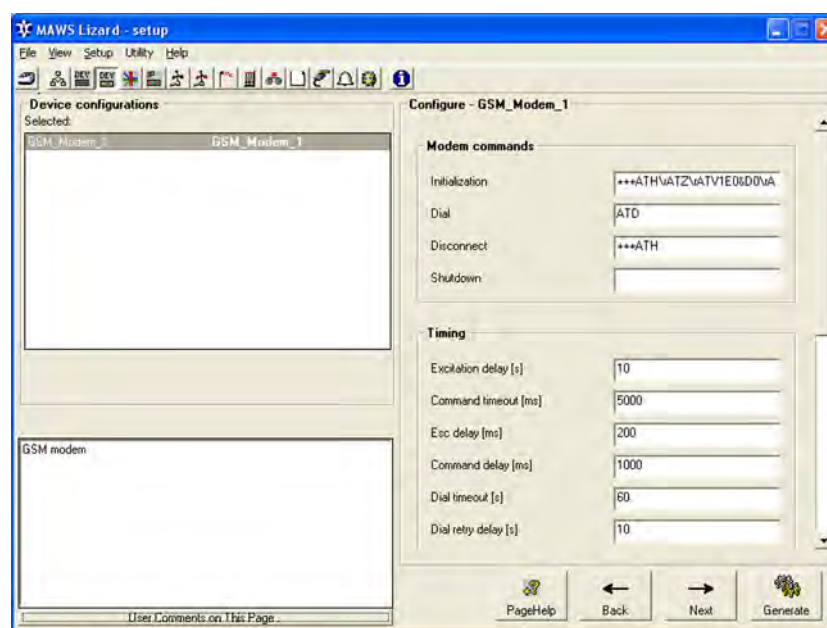 MAWS Lizard - setup
File View Setup Utility Help
Device configurations
Selected:
GSM_Modem_1 GSM_Modem_1
GSM modem
User Comments on This Page
Configure - GSM_Modem_1
Modem commands
Initialization +++ATH\rATZ\rATV1E0&D0\rA
Dial ATD
Disconnect +++ATH
Shutdown
Timing
Excitation delay [s] 10
Command timeout [ms] 5000
Esc delay [ms] 200
Command delay [ms] 1000
Dial timeout [s] 60
Dial retry delay [s] 10
PageHelp Back Next Generate